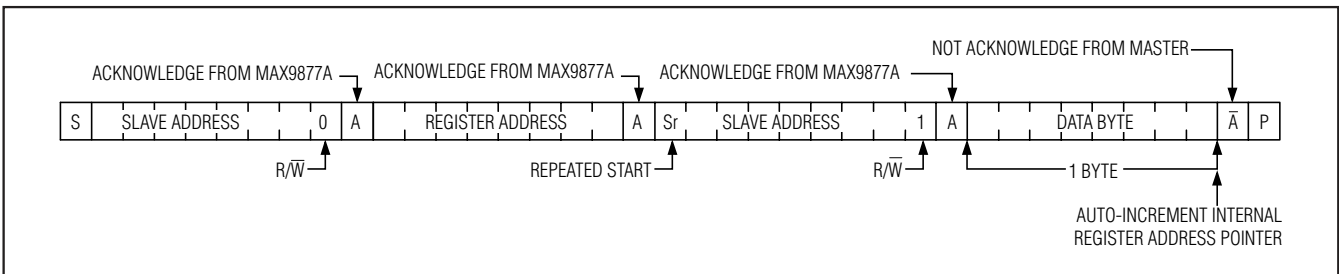 NOT ACKNOWLEDGE FROM MASTER
ACKNOWLEDGE FROM MAX9877A ACKNOWLEDGE FROM MAX9877A ACKNOWLEDGE FROM MAX9877A
S SLAVE ADDRESS 0 A REGISTER ADDRESS A Sr SLAVE ADDRESS 1 A DATA BYTE A̅ P
R/W̅ REPEATED START R/W̅ 1 BYTE
AUTO-INCREMENT INTERNAL
REGISTER ADDRESS POINTER